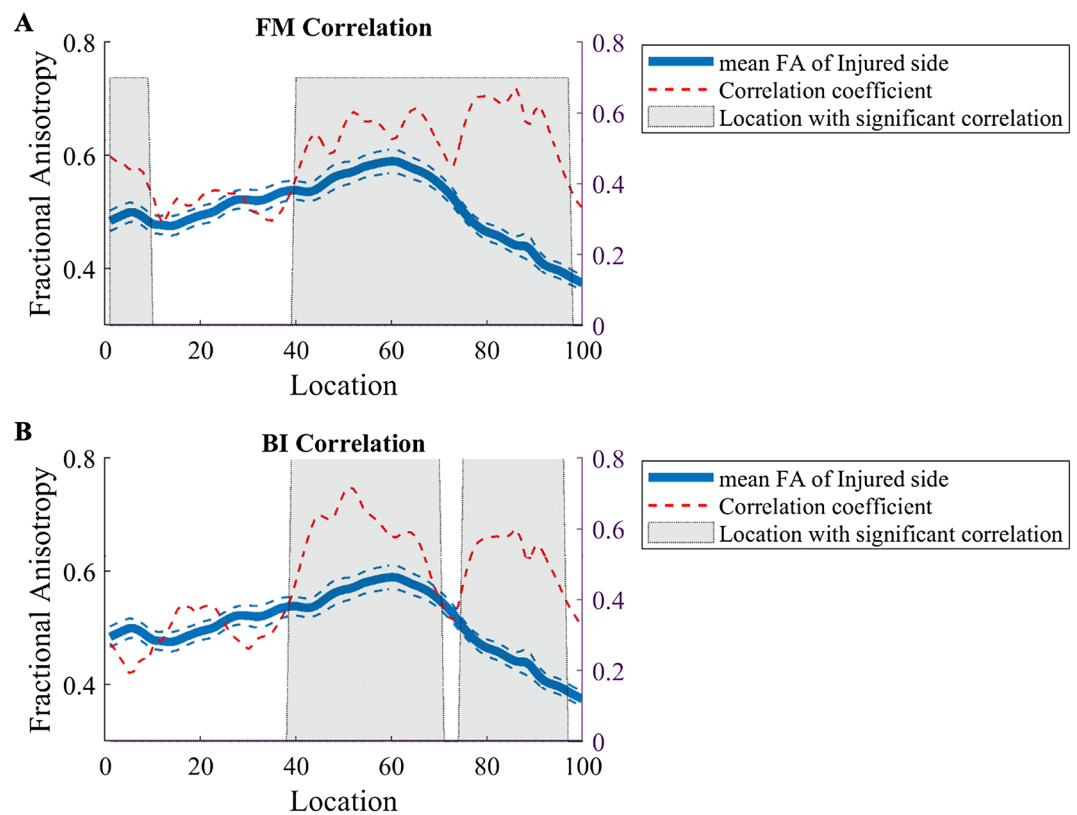 A
FM Correlation
0.8
0.6
0.4
Fractional Anisotropy
0.8
0.6
0.4
0.2
0
0 20 40 60 80 100
Location
mean FA of Injured side
Correlation coefficient
Location with significant correlation
B
BI Correlation
0.8
0.6
0.4
Fractional Anisotropy
0.8
0.6
0.4
0.2
0
0 20 40 60 80 100
Location
mean FA of Injured side
Correlation coefficient
Location with significant correlation